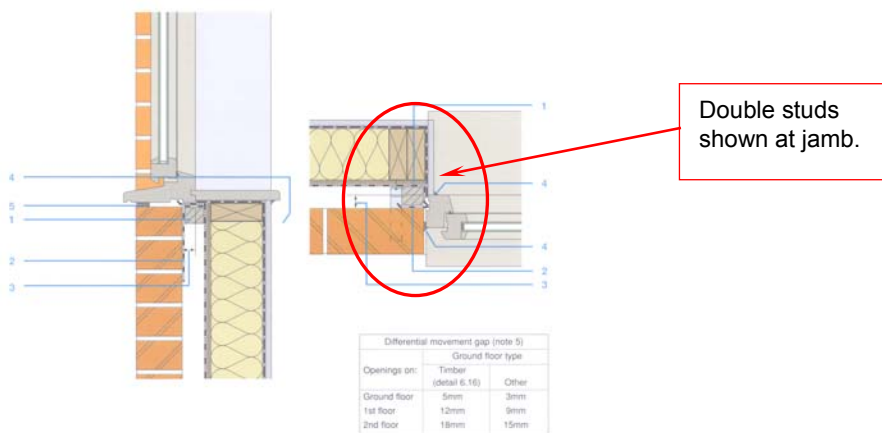 4
5
1
2
3
1
4
4
2
3
Double studs
shown at jamb.
Differential movement gap (note 5)
Ground floor type
Openings on: Timber
(detail 6.16) Other
Ground floor 5mm 3mm
1st floor 12mm 9mm
2nd floor 18mm 15mm